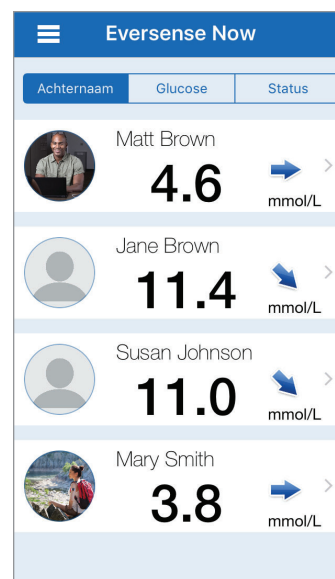 Eversense Now
Achternaam Glucose Status
Matt Brown
4.6
mmol/L
Jane Brown
11.4
mmol/L
Susan Johnson
11.0
mmol/L
Mary Smith
3.8
mmol/L